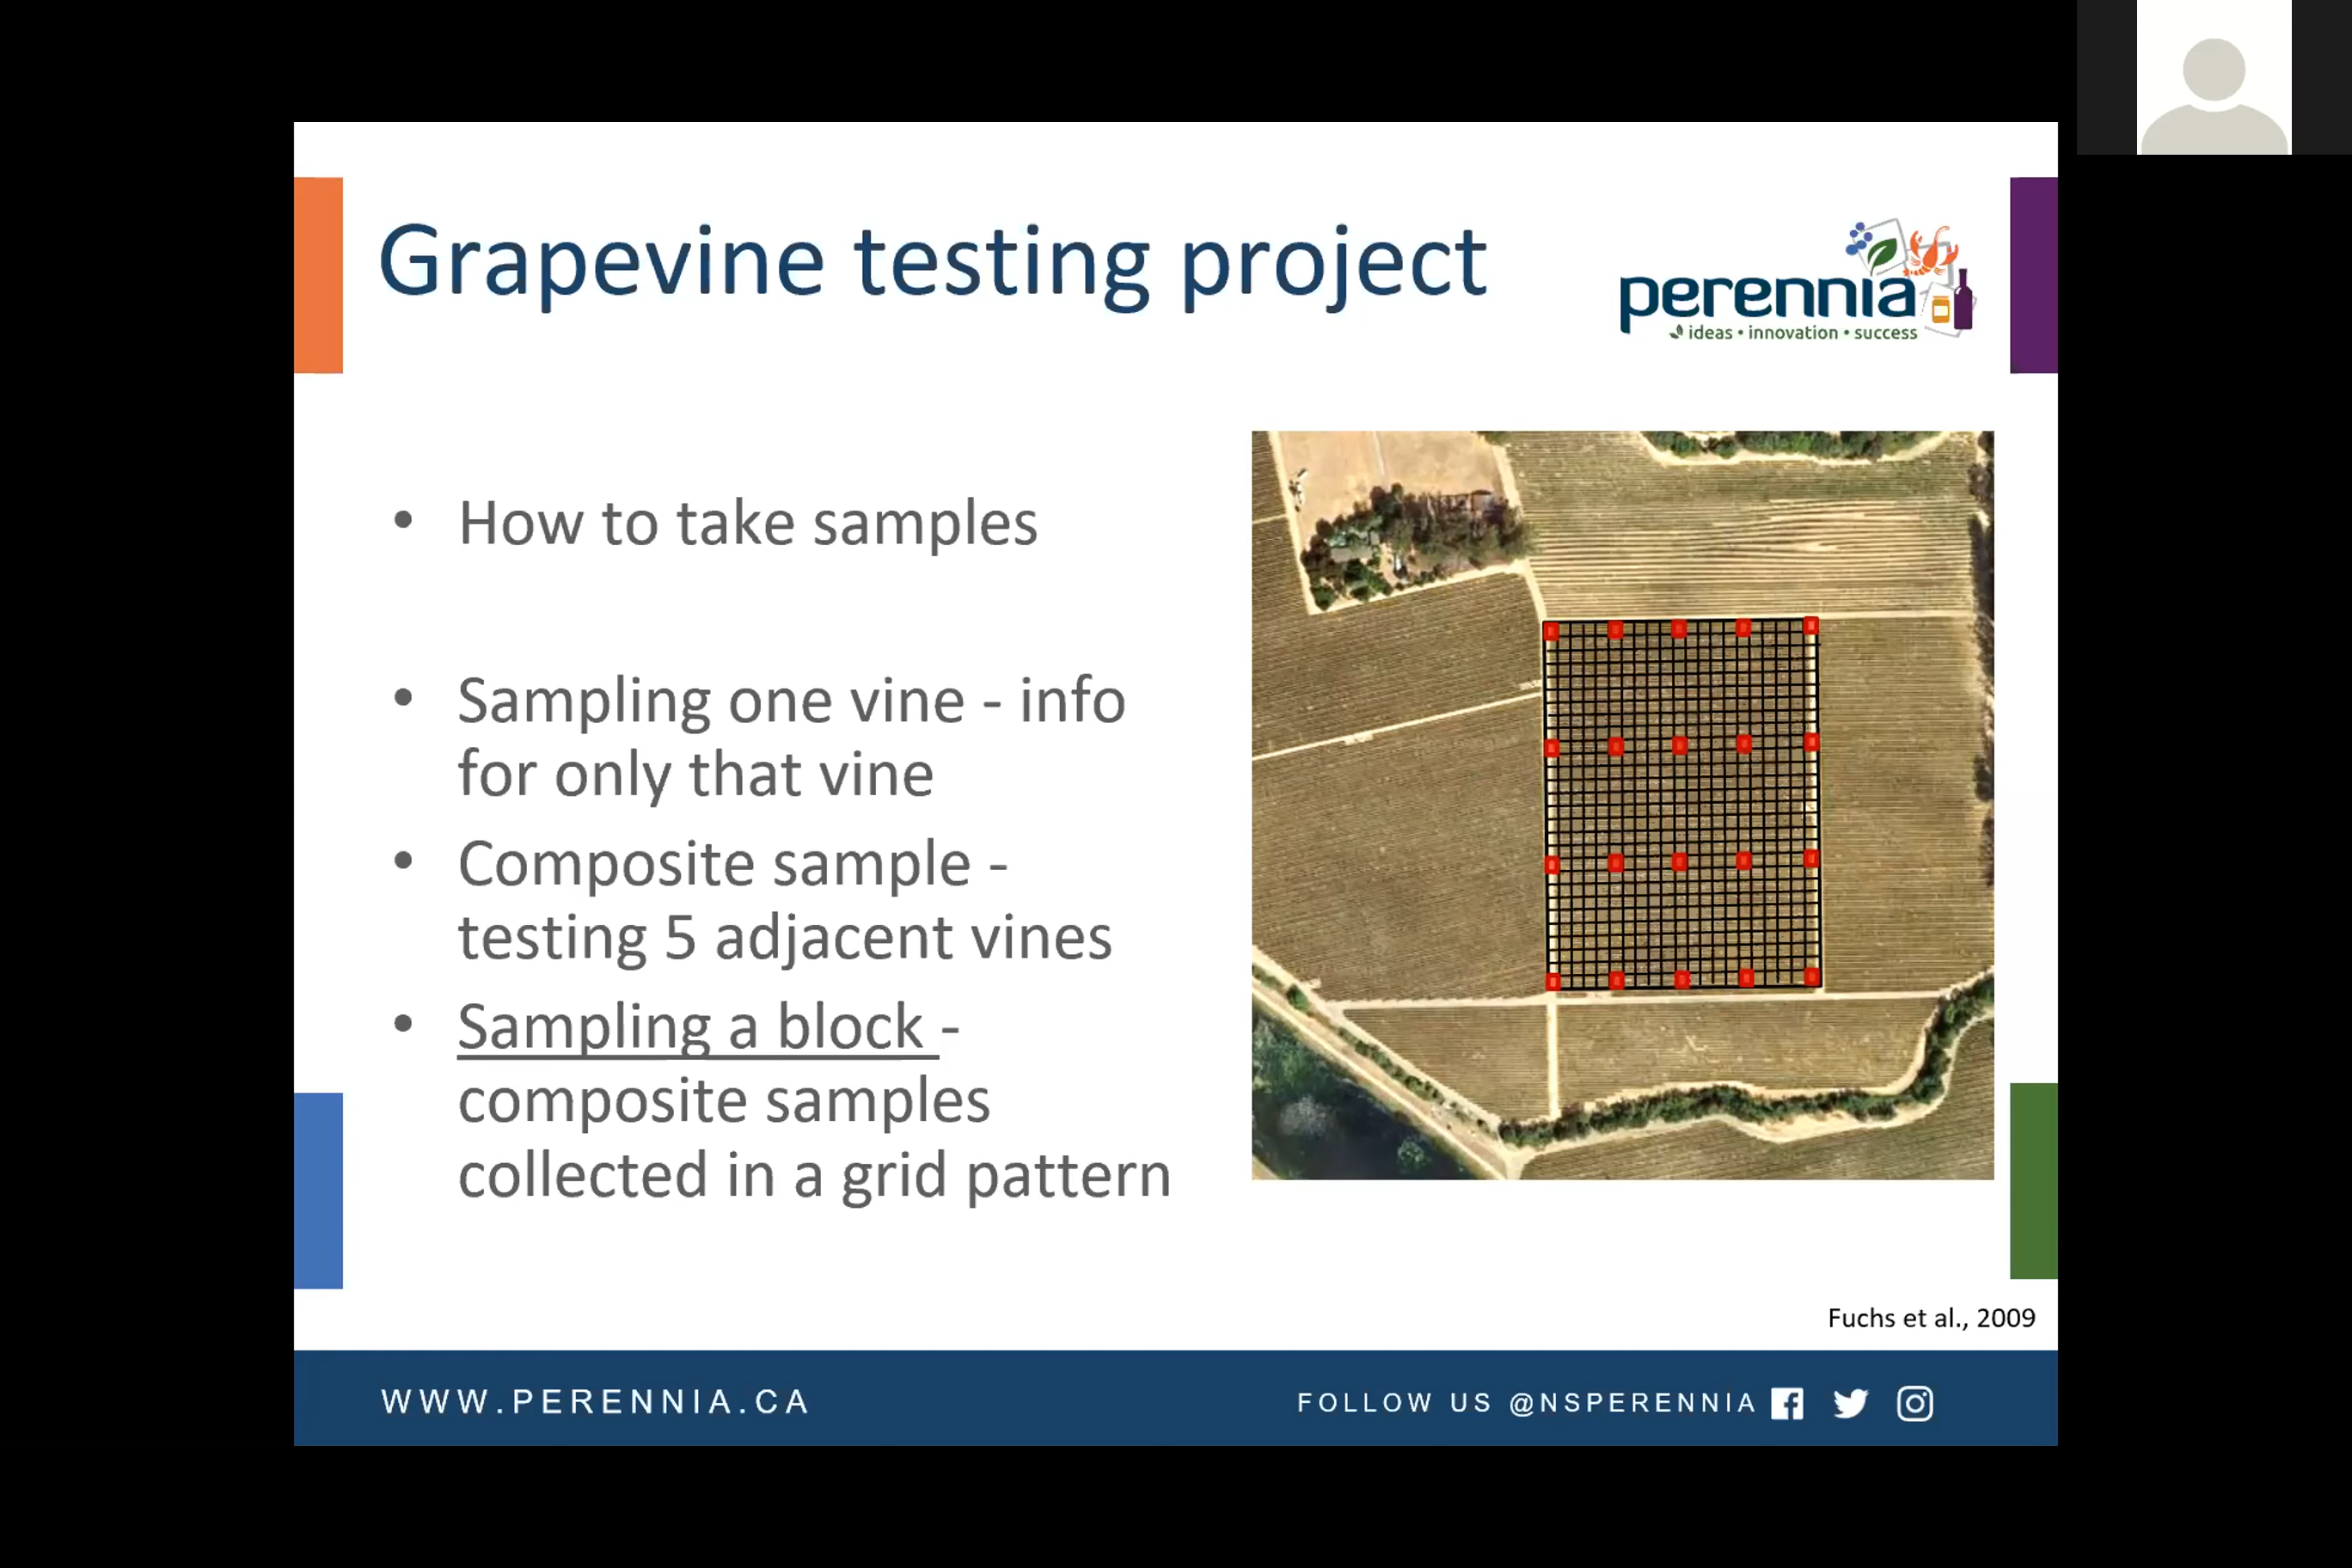 Grapevine testing project
perennia
ideas • innovation • success
• How to take samples
• Sampling one vine - info
for only that vine
• Composite sample -
testing 5 adjacent vines
• Sampling a block -
composite samples
collected in a grid pattern
Fuchs et al., 2009
WWW.PERENNIA.CA
FOLLOW US @NSPERENNIA